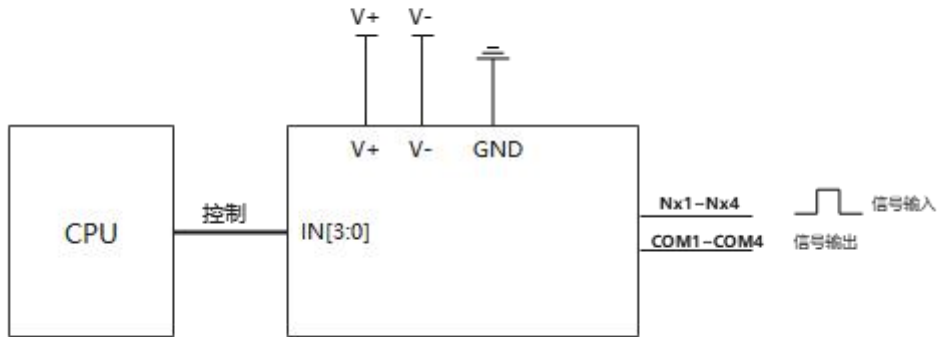 V+ V-
V+ V- GND
控制
CPU
IN[3:0]
Nx1-Nx4
信号输入
COM1-COM4
信号输出